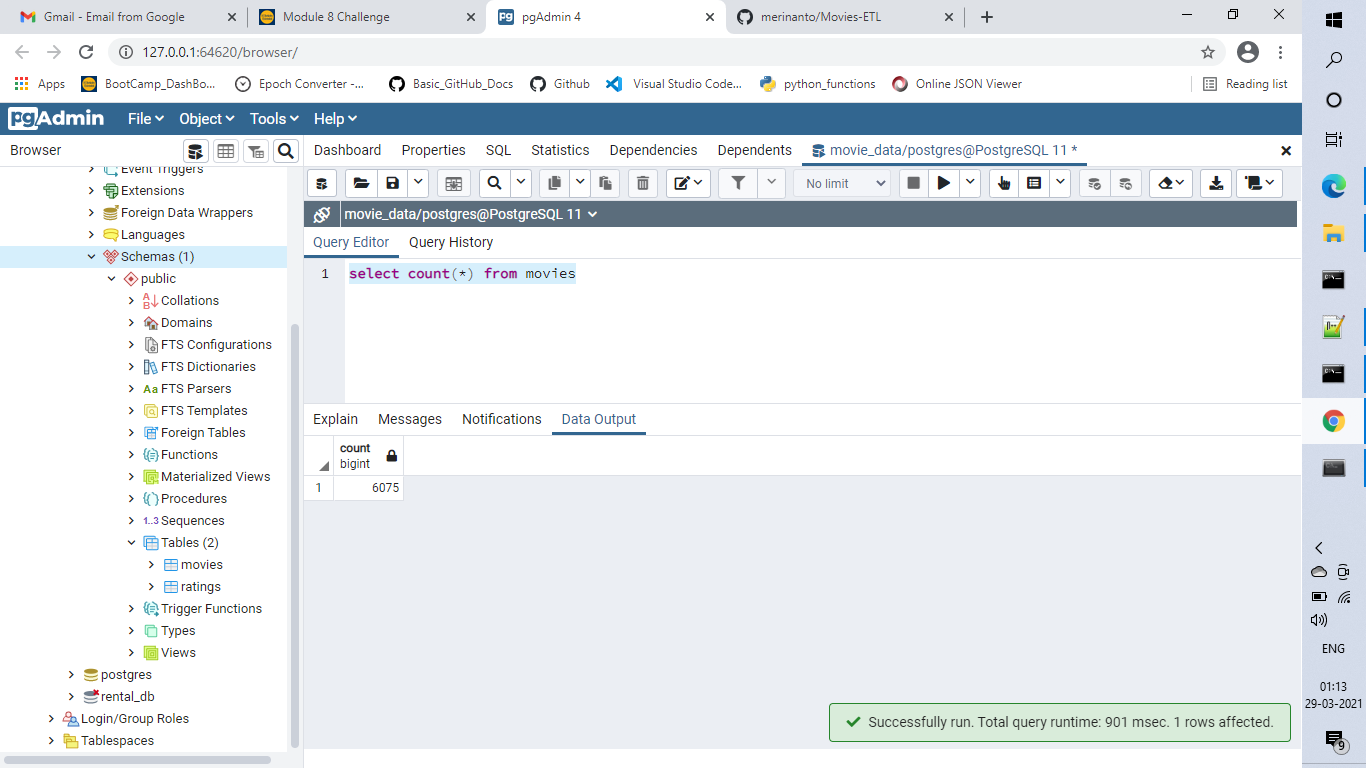 Gmail - Email from Google
Module 8 Challenge
pgAdmin 4
merinanto/Movies-ETL
127.0.0.1:64620/browser/
Apps
BootCamp_DashBo...
Epoch Converter -...
Basic_GitHub_Docs
Github
Visual Studio Code...
python_functions
Online JSON Viewer
Reading list
pgAdmin
File
Object
Tools
Help
Browser
Dashboard
Properties
SQL
Statistics
Dependencies
Dependents
movie_data/postgres@PostgreSQL 11 *
No limit
movie_data/postgres@PostgreSQL 11
Query Editor
Query History
1
select count(*) from movies
Event Triggers
Extensions
Foreign Data Wrappers
Languages
Schemas (1)
public
Collations
Domains
FTS Configurations
FTS Dictionaries
Aa FTS Parsers
FTS Templates
Foreign Tables
Functions
Materialized Views
Procedures
1..3 Sequences
Tables (2)
movies
ratings
Trigger Functions
Types
Views
postgres
rental_db
Login/Group Roles
Tablespaces
Explain
Messages
Notifications
Data Output
count
bigint
1
6075
Successfully run. Total query runtime: 901 msec. 1 rows affected.
ENG
01:13
29-03-2021
9